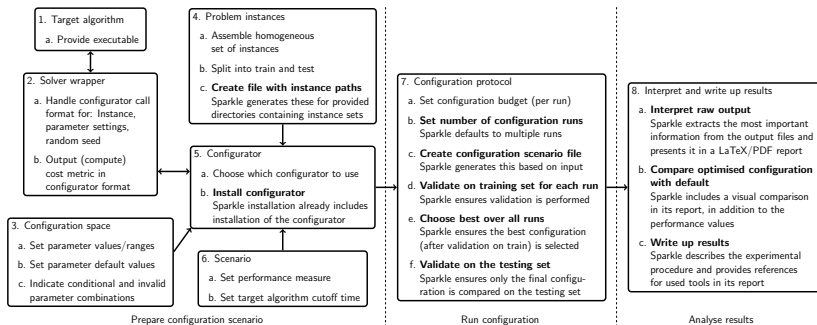 1. Target algorithm
a. Provide executable
2. Solver wrapper
a. Handle configurator call
format for: Instance,
parameter settings,
random seed
b. Output (compute)
cost metric in
configurator format
3. Configuration space
a. Set parameter values/ranges
b. Set parameter default values
c. Indicate conditional and invalid
parameter combinations
4. Problem instances
a. Assemble homogeneous
set of instances
b. Split into train and test
c. Create file with instance paths
Sparkle generates these for provided
directories containing instance sets
5. Configurator
a. Choose which configurator to use
b. Install configurator
Sparkle installation already includes
installation of the configurator
6. Scenario
a. Set performance measure
b. Set target algorithm cutoff time
Prepare configuration scenario
7. Configuration protocol
a. Set configuration budget (per run)
b. Set number of configuration runs
Sparkle defaults to multiple runs
c. Create configuration scenario file
Sparkle generates this based on input
d. Validate on training set for each run
Sparkle ensures validation is performed
e. Choose best over all runs
Sparkle ensures the best configuration
(after validation on train) is selected
f. Validate on the testing set
Sparkle ensures only the final configu-
ration is compared on the testing set
Run configuration
8. Interpret and write up results
a. Interpret raw output
Sparkle extracts the most important
information from the output files and
presents it in a LaTeX/PDF report
b. Compare optimised configuration
with default
Sparkle includes a visual comparison
in its report, in addition to the
performance values
c. Write up results
Sparkle describes the experimental
procedure and provides references
for used tools in its report
Analyse results